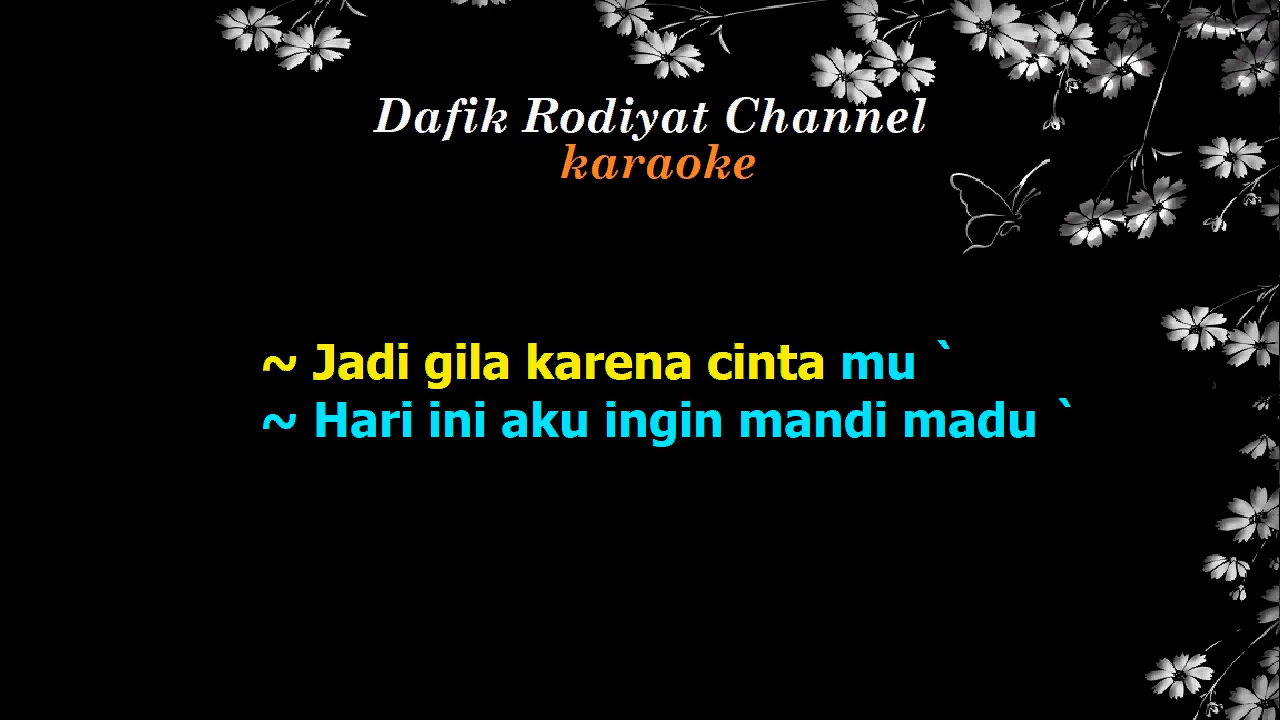 Dafik Rodiyat Channel
karaoke
~ Jadi gila karena cinta mu `
~ Hari ini aku ingin mandi madu `